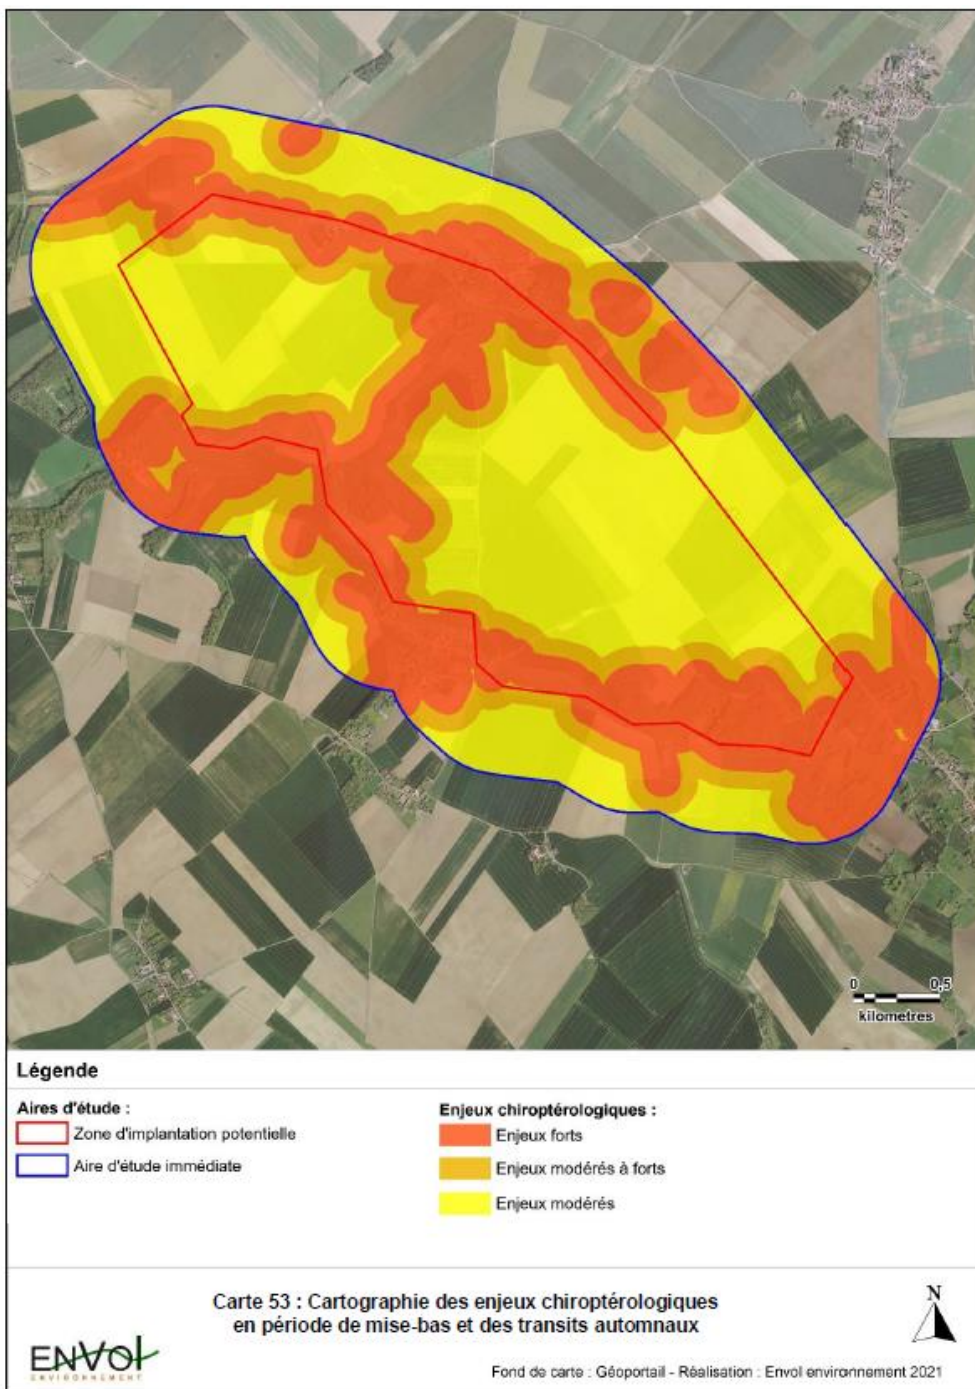 0 0,5
kilometres
Légende
Aires d'étude :
Zone d'implantation potentielle
Aire d'étude immédiate
Enjeux chiroptérologiques :
Enjeux forts
Enjeux modérés à forts
Enjeux modérés
Carte 53 : Cartographie des enjeux chiroptérologiques
en période de mise-bas et des transits automnaux
N
ENVOl
ENVIRONNEMENT
Fond de carte : Géoportail - Réalisation : Envol environnement 2021